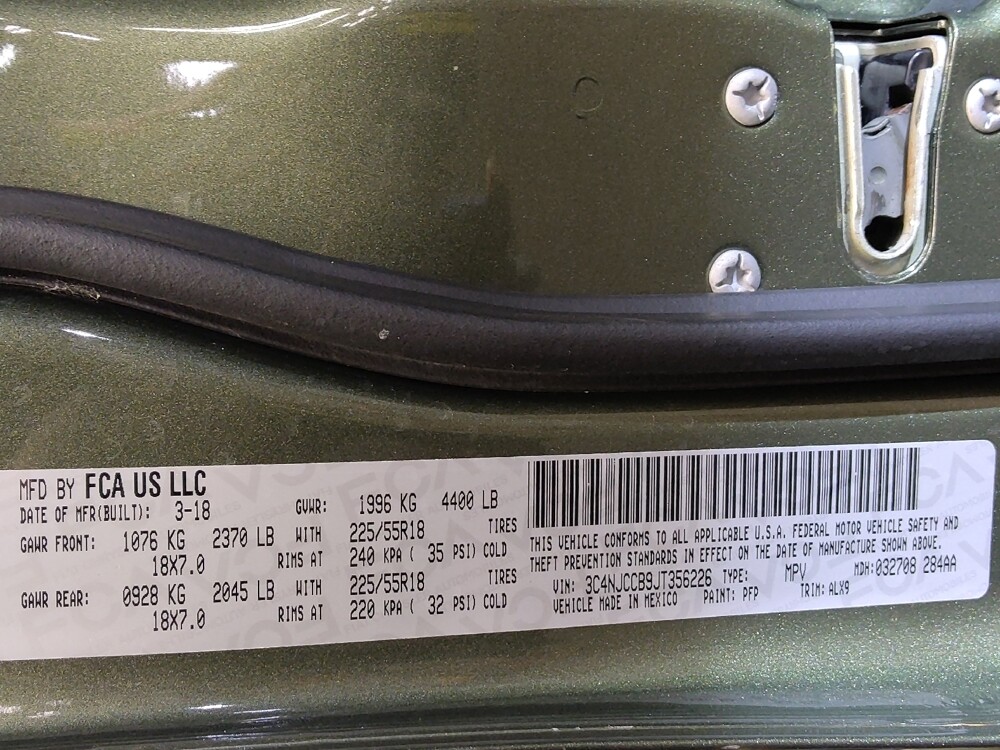 MFD BY FCA US LLC
DATE OF MFR(BUILT): 3-18
GVWR: 1996 KG 4400 LB
GAWR FRONT: 1076 KG 2370 LB WITH 225/55R18 TIRES
18X7.0 RIMS AT 240 KPA ( 35 PSI) COLD
GAWR REAR: 0928 KG 2045 LB WITH 225/55R18 TIRES
18X7.0 RIMS AT 220 KPA ( 32 PSI) COLD
THIS VEHICLE CONFORMS TO ALL APPLICABLE U.S.A. FEDERAL MOTOR VEHICLE SAFETY AND
THEFT PREVENTION STANDARDS IN EFFECT ON THE DATE OF MANUFACTURE SHOWN ABOVE.
VIN: 3C4NJCCB9JT356226 TYPE: MPV MDH:032708 284AA
VEHICLE MADE IN MEXICO PAINT: PFP TRIM:ALX9